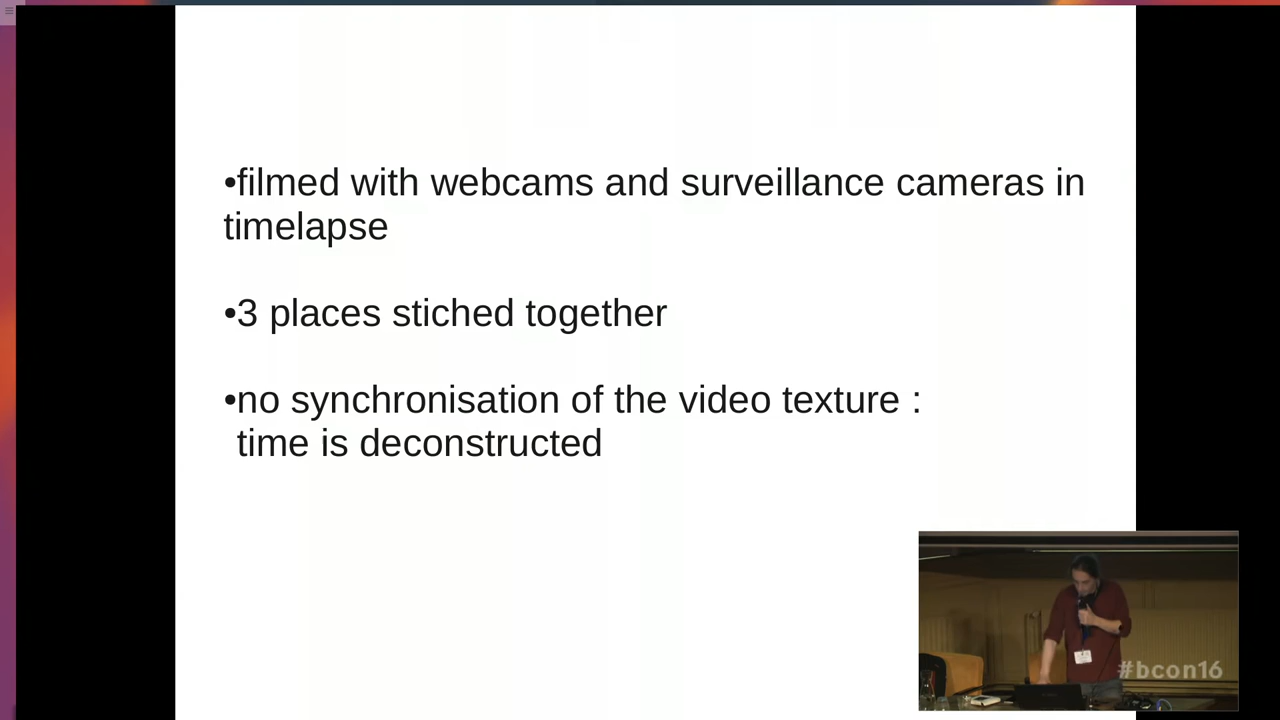 •filmed with webcams and surveillance cameras in
timelapse
•3 places stiched together
•no synchronisation of the video texture :
time is deconstructed
#bcon16